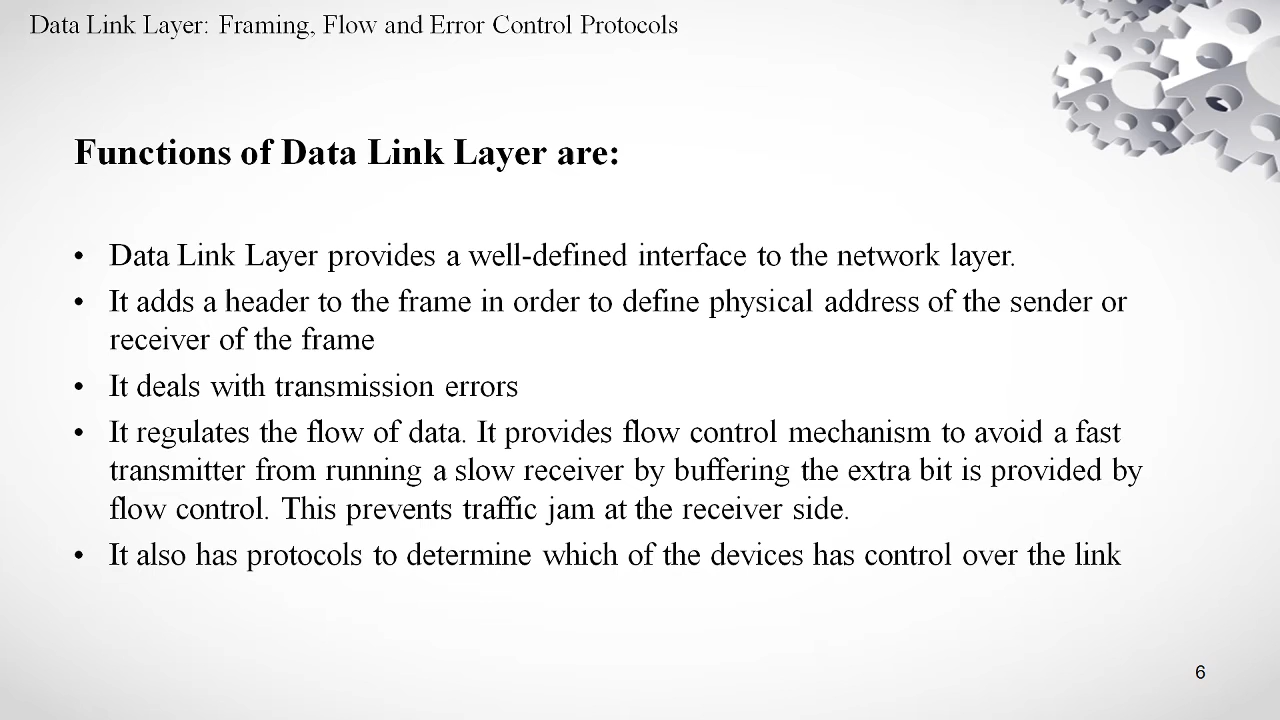 Data Link Layer: Framing, Flow and Error Control Protocols
Functions of Data Link Layer are:
• Data Link Layer provides a well-defined interface to the network layer.
• It adds a header to the frame in order to define physical address of the sender or
receiver of the frame
• It deals with transmission errors
• It regulates the flow of data. It provides flow control mechanism to avoid a fast
transmitter from running a slow receiver by buffering the extra bit is provided by
flow control. This prevents traffic jam at the receiver side.
• It also has protocols to determine which of the devices has control over the link
6